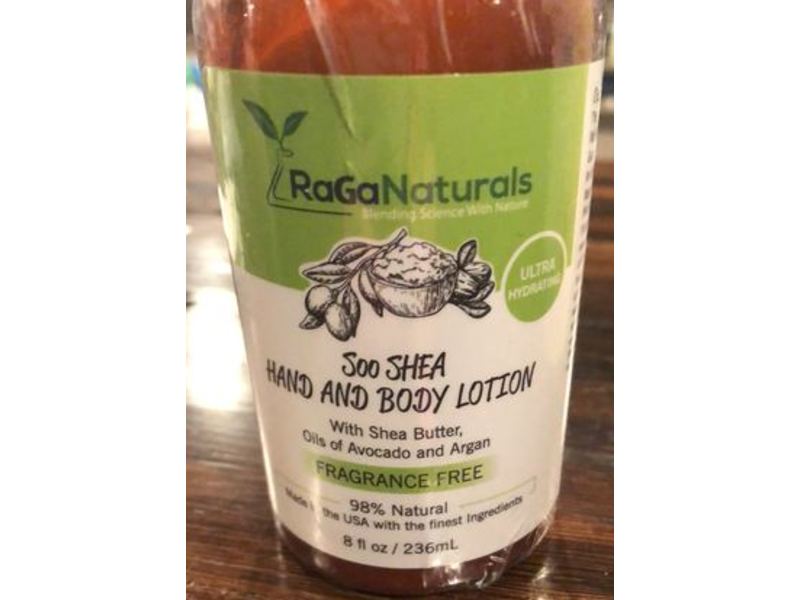 RaGaNaturals
Blending Science With Nature
ULTRA
HYDRATING
Soo SHEA
HAND AND BODY LOTION
With Shea Butter,
Oils of Avocado and Argan
FRAGRANCE FREE
98% Natural
Made in the USA with the finest Ingredients
8 fl oz / 236mL